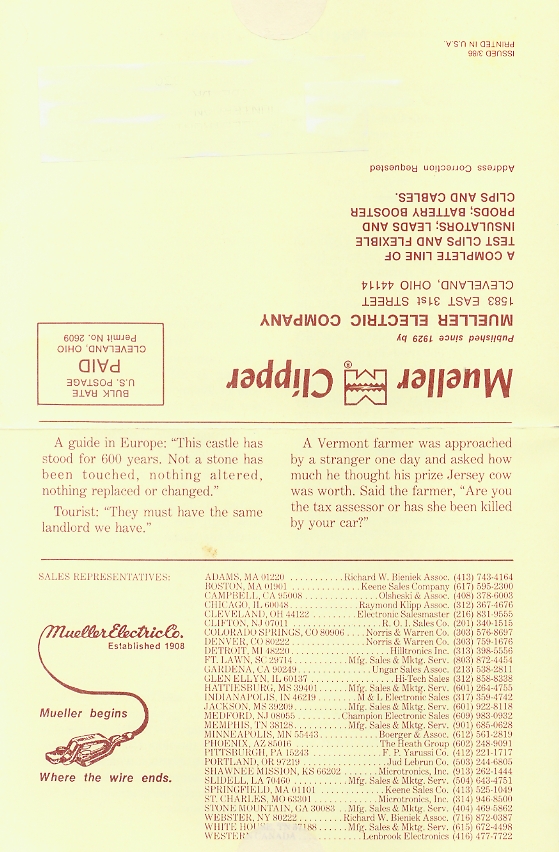 ISSUED 3/86
PRINTED IN U.S.A.
Mueller Clipper®
Published since 1929 by
MUELLER ELECTRIC COMPANY
1583 EAST 31st STREET
CLEVELAND, OHIO 44114
A COMPLETE LINE OF
TEST CLIPS AND FLEXIBLE
INSULATORS; LEADS AND
PRODS; BATTERY BOOSTER
CLIPS AND CABLES.
Address Correction Requested
BULK RATE
U.S. POSTAGE
PAID
CLEVELAND, OHIO
Permit No. 2609
A guide in Europe: “This castle has
stood for 600 years. Not a stone has
been touched, nothing altered,
nothing replaced or changed.”
Tourist: “They must have the same
landlord we have.”
A Vermont farmer was approached
by a stranger one day and asked how
much he thought his prize Jersey cow
was worth. Said the farmer, “Are you
the tax assessor or has she been killed
by your car?”
SALES REPRESENTATIVES:
Mueller Electric Co.
Established 1908
Mueller begins
Where the wire ends.
ADAMS, MA 01220 ...........Richard W. Bieniek Assoc. (413) 743-4164
BOSTON, MA 01901 ..............Keene Sales Company (617) 595-2300
CAMPBELL, CA 95008 ...................Olsheski & Assoc. (408) 378-6003
CHICAGO, IL 60048 ..............Raymond Klipp Assoc. (312) 367-4676
CLEVELAND, OH 44122 ..........Electronic Salesmaster (216) 831-9555
CLIFTON, NJ 07011 .......................R. O. I. Sales Co. (201) 340-1515
COLORADO SPRINGS, CO 80906 ....Norris & Warren Co. (303) 576-8697
DENVER, CO 80222 ................Norris & Warren Co. (303) 759-1676
DETROIT, MI 48220 .......................Hilltronics Inc. (313) 398-5556
FT. LAWN, SC 29714 ..............Mfg. Sales & Mktg. Serv. (803) 872-4454
GARDENA, CA 90249 ................Ungar Sales Assoc. (213) 538-2811
GLEN ELLYN, IL 60137 .....................Hi-Tech Sales (312) 858-8338
HATTIESBURG, MS 39401 .......Mfg. Sales & Mktg. Serv. (601) 264-4755
INDIANAPOLIS, IN 46219 .........M & L Electronic Sales (317) 359-4742
JACKSON, MS 39209 .............Mfg. Sales & Mktg. Serv. (601) 922-8118
MEDFORD, NJ 08055 ..........Champion Electronic Sales (609) 983-0932
MEMPHIS, TN 38128 .............Mfg. Sales & Mktg. Serv. (901) 685-0628
MINNEAPOLIS, MN 55443 ...............Boerger & Assoc. (612) 561-2819
PHOENIX, AZ 85016 ......................The Heath Group (602) 248-9091
PITTSBURGH, PA 15243 ..................F. P. Yarussi Co. (412) 221-1717
PORTLAND, OR 97219 ....................Jud Lebrun Co. (503) 244-6805
SHAWNEE MISSION, KS 66202 .........Microtronics, Inc. (913) 262-1444
SLIDELL, LA 70460 ..............Mfg. Sales & Mktg. Serv. (504) 643-4751
SPRINGFIELD, MA 01101 ..................Keene Sales Co. (413) 525-1049
ST. CHARLES, MO 63301 .................Microtronics, Inc. (314) 946-8500
STONE MOUNTAIN, GA 30083 ...Mfg. Sales & Mktg. Serv. (404) 469-5862
WEBSTER, NY 80222 ..........Richard W. Bieniek Assoc. (716) 872-0387
WHITE 37188 .......Mfg. Sales & Mktg. Serv. (615) 672-4498
WESTERN ..................Lenbrook Electronics (416) 477-7722